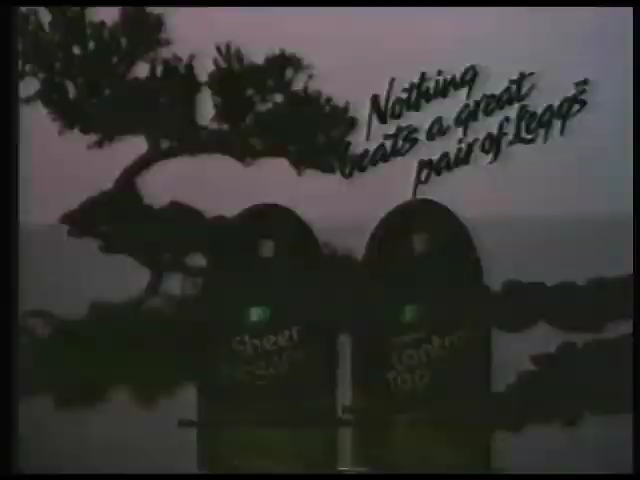 Nothing
beats a great
pair of L'eggs
sheer
control
top